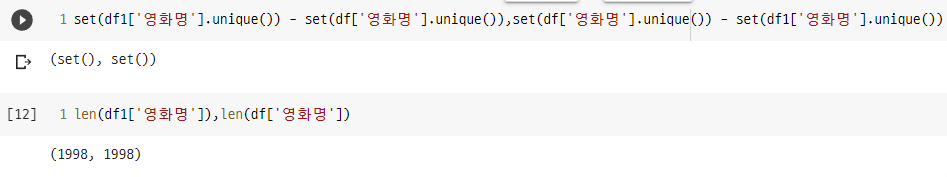 1 set(df1['영화명'].unique()) - set(df['영화명'].unique()),set(df['영화명'].unique()) - set(df1['영화명'].unique())
(set(), set())
[12] 1 len(df1['영화명']),len(df['영화명'])
(1998, 1998)